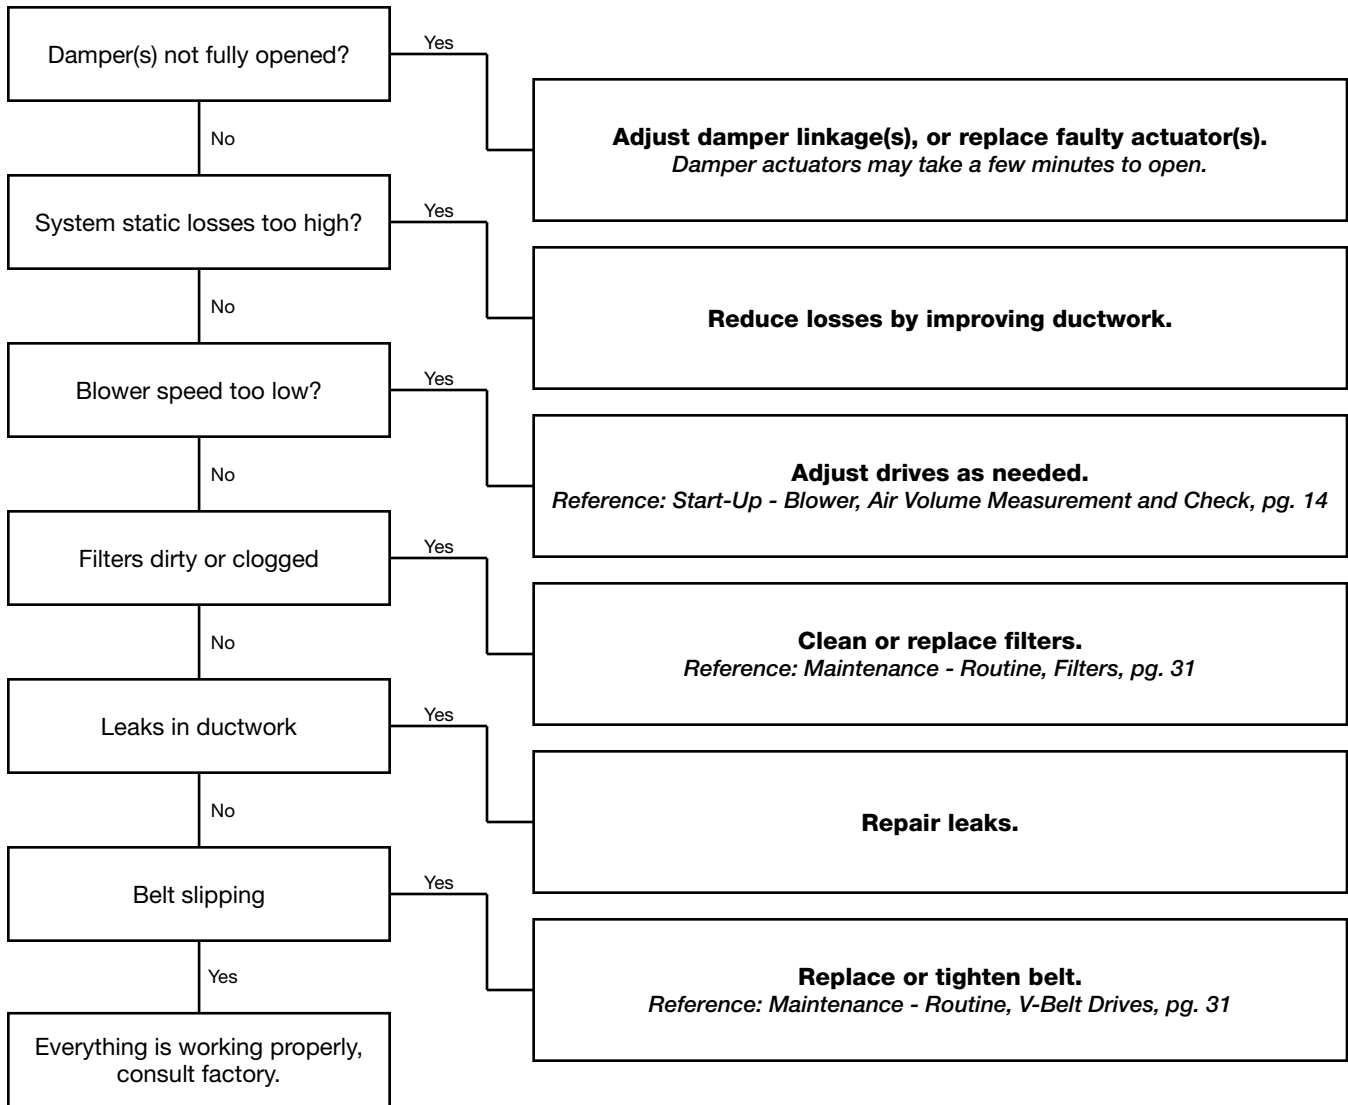 Damper(s) not fully opened?
Yes
Adjust damper linkage(s), or replace faulty actuator(s).
Damper actuators may take a few minutes to open.
No
System static losses too high?
Yes
Reduce losses by improving ductwork.
No
Blower speed too low?
Yes
Adjust drives as needed.
Reference: Start-Up - Blower, Air Volume Measurement and Check, pg. 14
No
Filters dirty or clogged
Yes
Clean or replace filters.
Reference: Maintenance - Routine, Filters, pg. 31
No
Leaks in ductwork
Yes
Repair leaks.
No
Belt slipping
Yes
Replace or tighten belt.
Reference: Maintenance - Routine, V-Belt Drives, pg. 31
Yes
Everything is working properly,
consult factory.